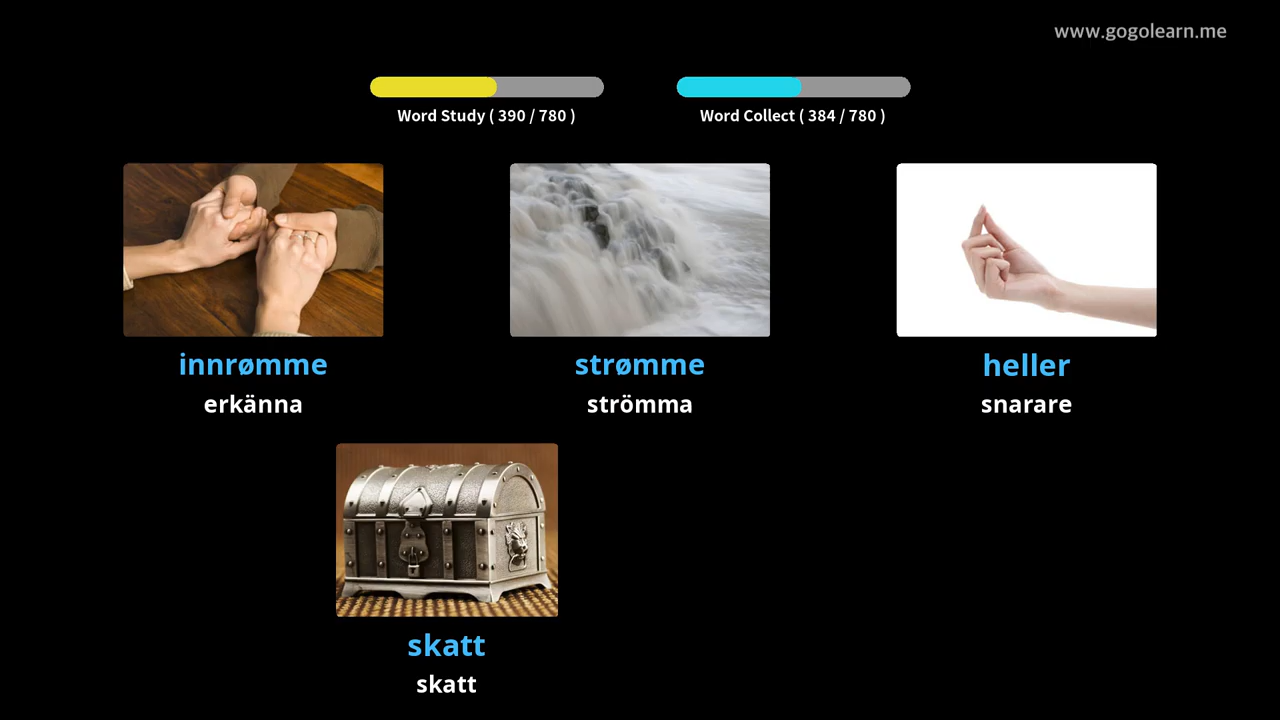 www.gogolearn.me
Word Study ( 390 / 780 )
Word Collect ( 384 / 780 )
innrømme
erkänna
strømme
strömma
heller
snarare
skatt
skatt